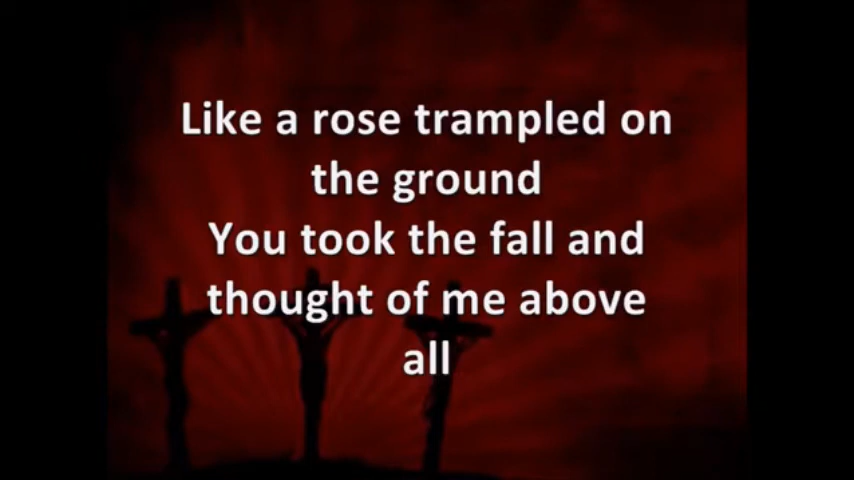 Like a rose trampled on
the ground
You took the fall and
thought of me above
all